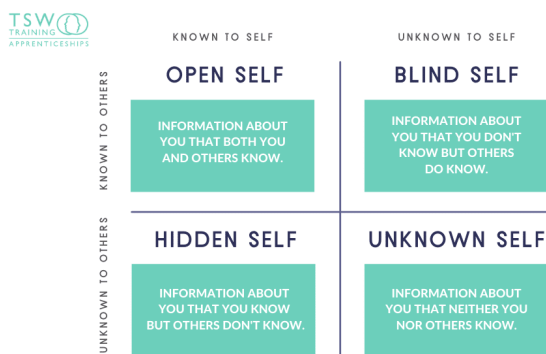 TSW
TRAINING
APPRENTICESHIPS
KNOWN TO SELF
UNKNOWN TO SELF
KNOWN TO OTHERS
OPEN SELF
INFORMATION ABOUT
YOU THAT BOTH YOU
AND OTHERS KNOW.
BLIND SELF
INFORMATION ABOUT
YOU THAT YOU DON'T
KNOW BUT OTHERS
DO KNOW.
UNKNOWN TO OTHERS
HIDDEN SELF
INFORMATION ABOUT
YOU THAT YOU KNOW
BUT OTHERS DON'T KNOW.
UNKNOWN SELF
INFORMATION ABOUT
YOU THAT NEITHER YOU
NOR OTHERS KNOW.